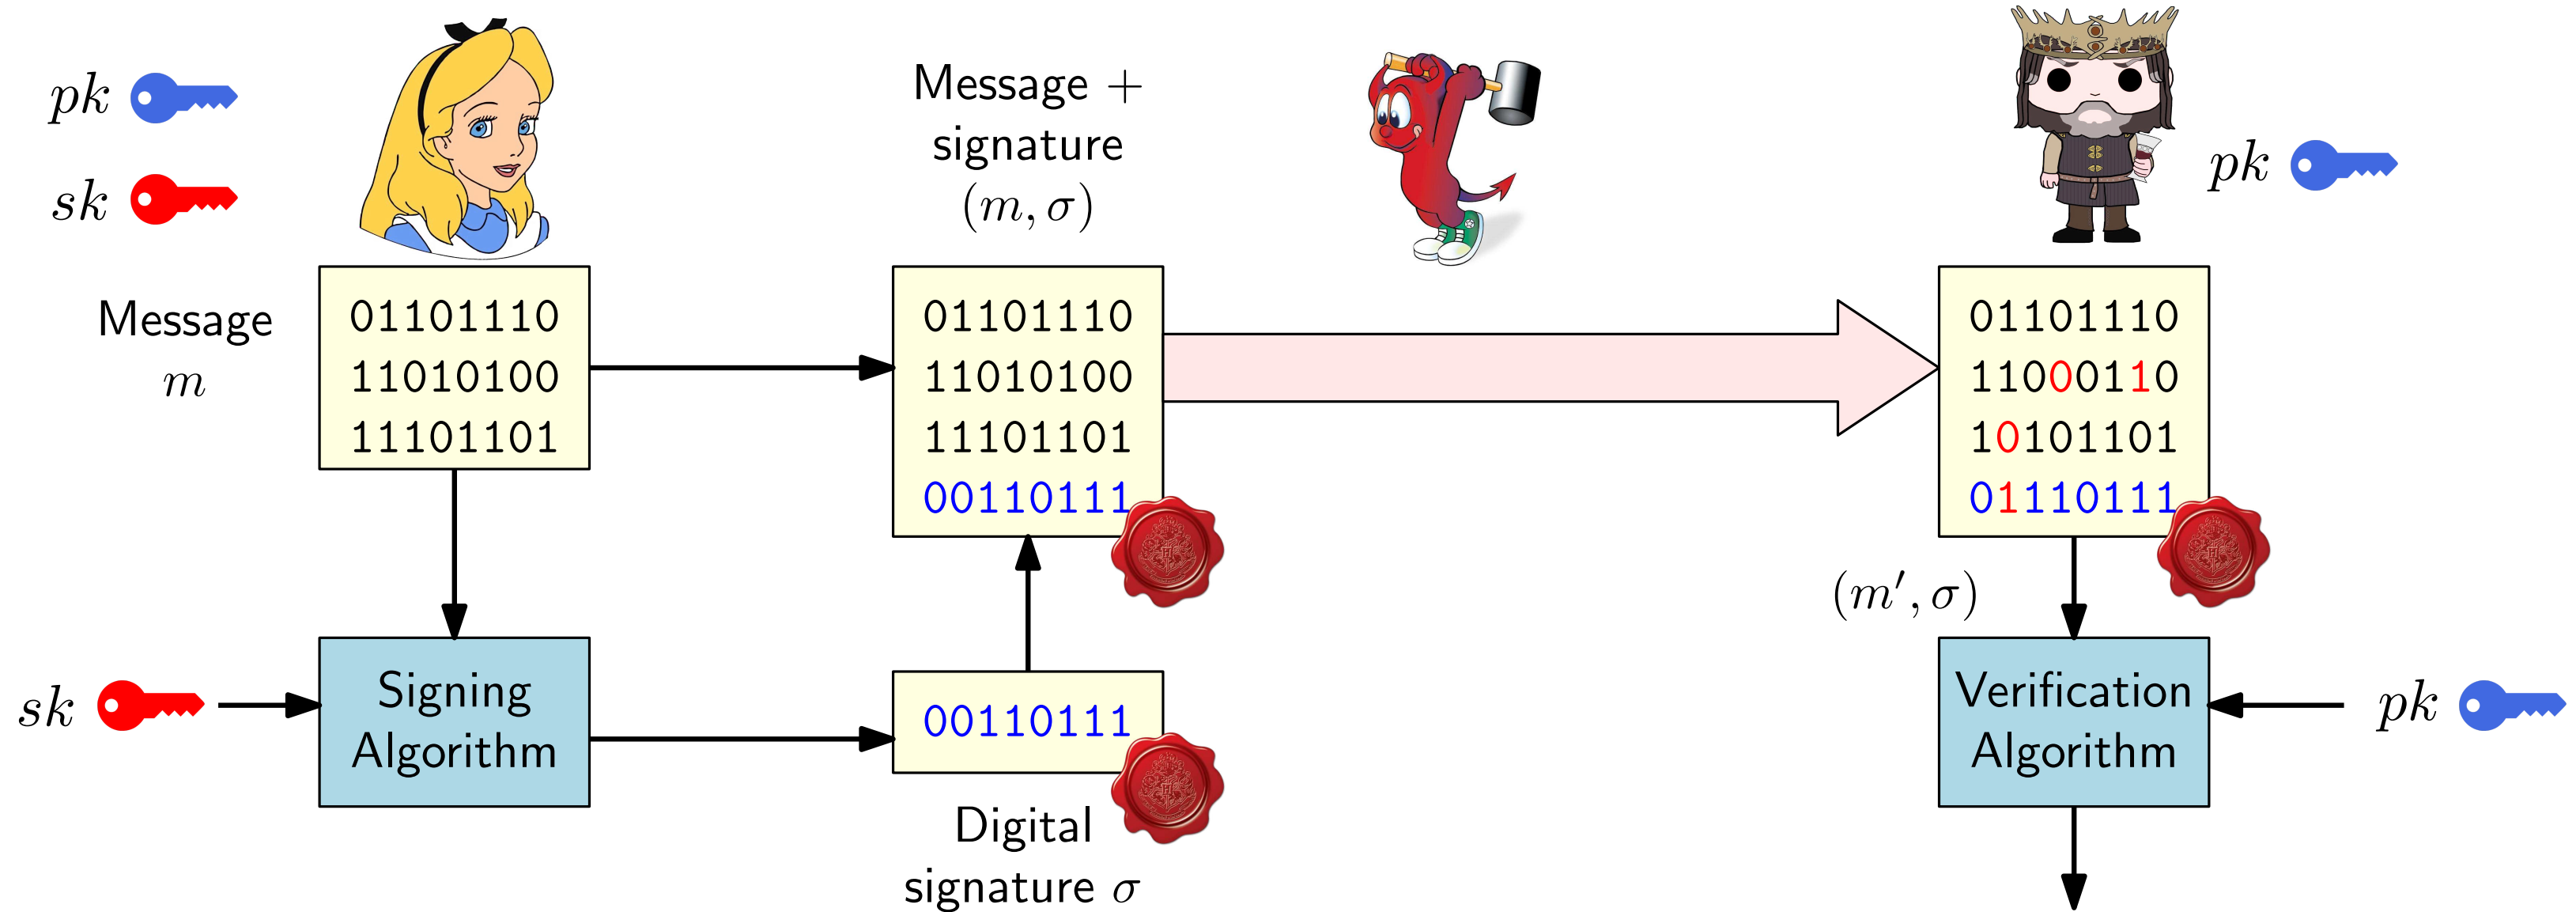 pk
sk
Message
m
01101110
11010100
11101101
sk
Signing
Algorithm
Message +
signature
(m, σ)
01101110
11010100
11101101
00110111
00110111
Digital
signature σ
pk
01101110
11000110
10101101
01110111
(m′, σ)
Verification
Algorithm
pk